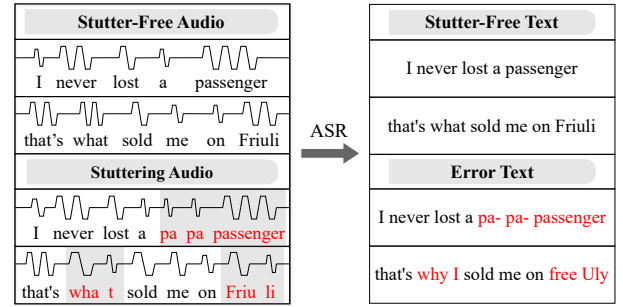 Stutter-Free Audio
I never lost a passenger
that's what sold me on Friuli
Stuttering Audio
I never lost a pa pa passenger
that's wha t sold me on Friu li
ASR
Stutter-Free Text
I never lost a passenger
that's what sold me on Friuli
Error Text
I never lost a pa- pa- passenger
that's why I sold me on free Uly